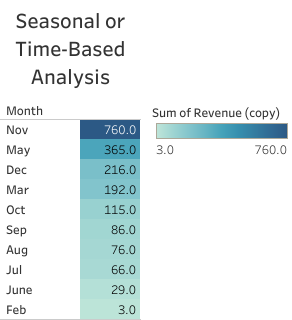 Seasonal or
Time-Based
Analysis
Month
Sum of Revenue (copy)
3.0 760.0
Nov 760.0
May 365.0
Dec 216.0
Mar 192.0
Oct 115.0
Sep 86.0
Aug 76.0
Jul 66.0
June 29.0
Feb 3.0